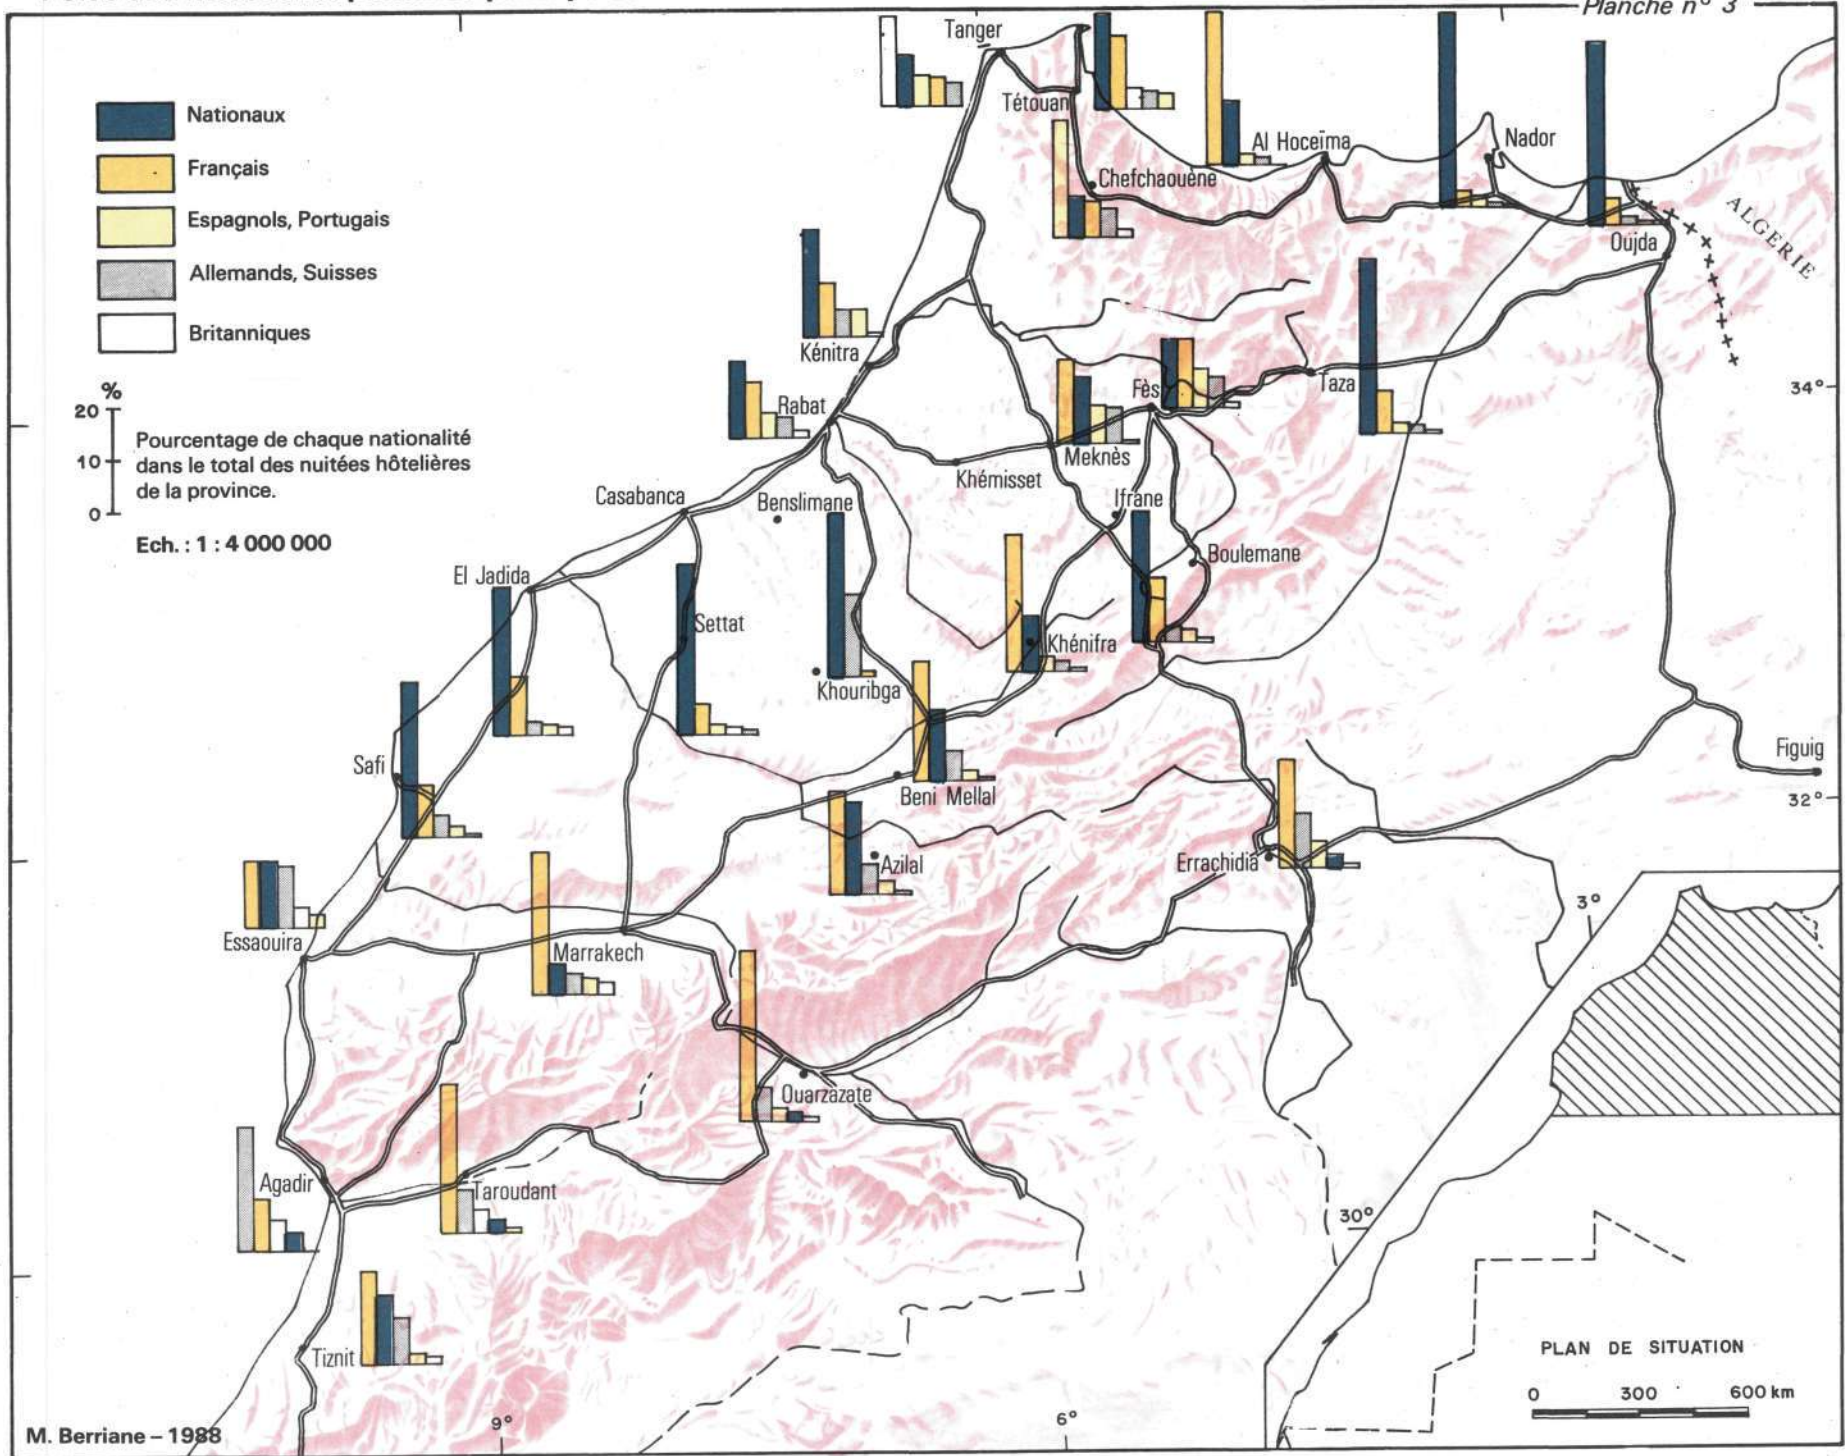 Planche n° 3
Nationaux
Français
Espagnols, Portugais
Allemands, Suisses
Britanniques
%
20
10
0
Pourcentage de chaque nationalité
dans le total des nuitées hôtelières
de la province.
Ech. : 1 : 4 000 000
Tanger
Tétouan
Al Hoceïma
Nador
Chefchaouène
Oujda
ALGERIE
Kénitra
Rabat
Fès
Taza
34°
Meknès
Khémisset
Casabanca
Benslimane
Ifrane
Boulemane
El Jadida
Settat
Khénifra
Khouribga
Safi
Beni Mellal
Figuig
32°
Azilal
Errachidia
Essaouira
Marrakech
3°
Ouarzazate
Agadir
Taroudant
30°
Tiznit
9°
6°
PLAN DE SITUATION
0 300 600 km
M. Berriane – 1988